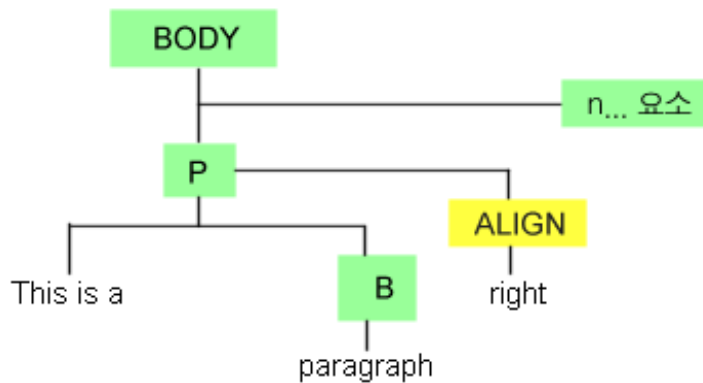 BODY
n... 요소
P
ALIGN
This is a
B
right
paragraph